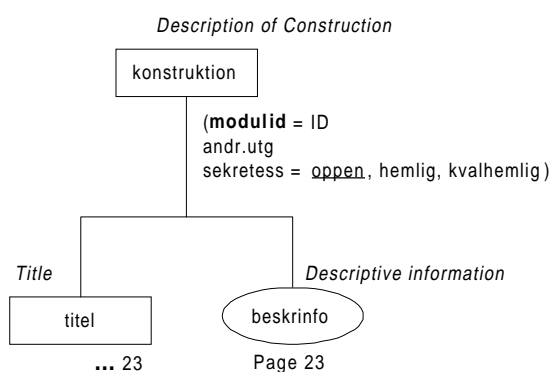 Description of Construction
konstruktion
(modulid = ID
andr.utg
sekretess = oppen, hemlig, kvalhemlig)
Title
Descriptive information
titel
beskrinfo
... 23
Page 23